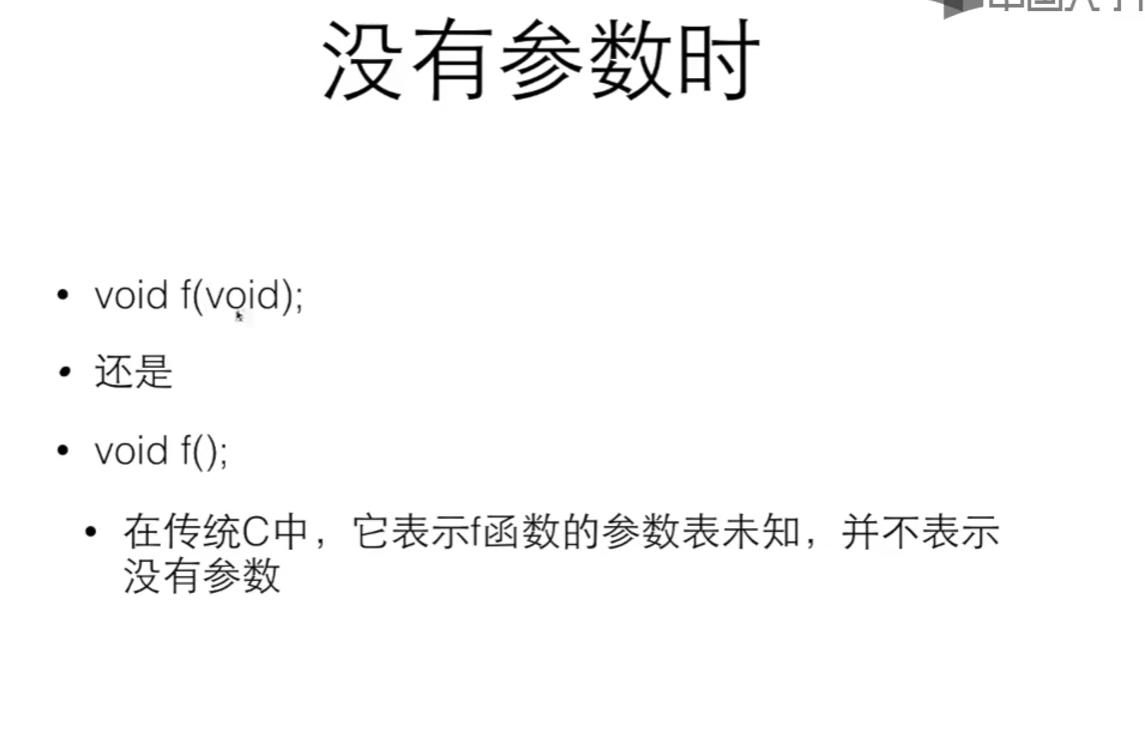 没有参数时
void f(void);
还是
void f();
在传统C中，它表示f函数的参数表未知，并不表示
没有参数